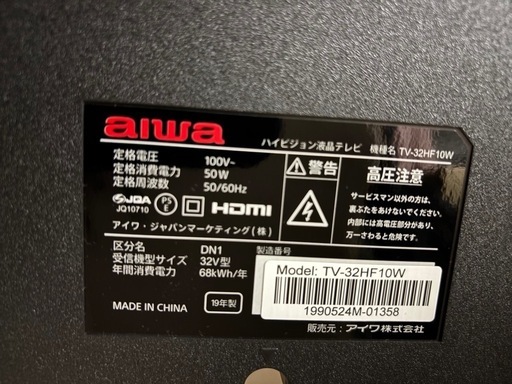 aiwa
ハイビジョン液晶テレビ 機種名 TV-32HF10W
定格電圧 100V~
定格消費電力 50W
定格周波数 50/60Hz
JQA
JQ10710
PS
E
HDMI
アイワ・ジャパンマーケティング(株)
警告
高圧注意
サービスマン以外の方は、
裏ぶたをあけないでください。
内部には高電圧部分が数多くあり、
万一さわると危険です。
区分名 DN1
受信機型サイズ 32V型
年間消費電力 68kWh/年
製造番号
Model: TV-32HF10W
1990524M-01358
MADE IN CHINA
19年製
販売元:アイワ株式会社